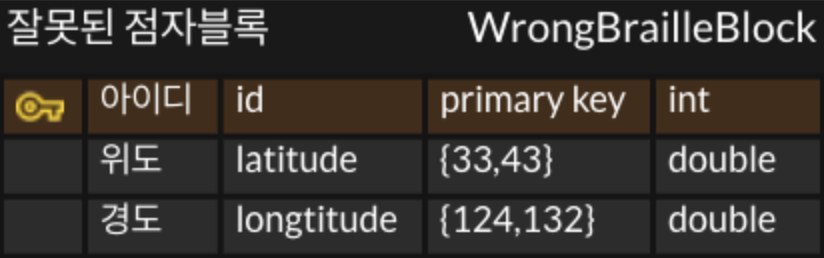 잘못된 점자블록 WrongBrailleBlock
아이디 id primary key int
위도 latitude {33,43} double
경도 longtitude {124,132} double